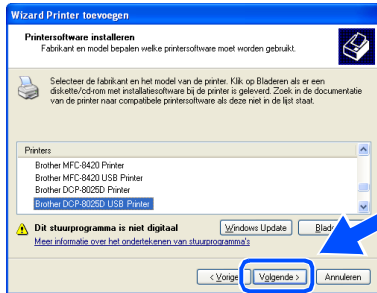 Wizard Printer toevoegen
Printersoftware installeren
Fabrikant en model bepalen welke printersoftware moet worden gebruikt.
Selecteer de fabrikant en het model van de printer. Klik op Bladeren als er een
diskette/cd-rom met installatiesoftware bij de printer is geleverd. Zoek in de documentatie
van de printer naar compatibele printersoftware als deze niet in de lijst staat.
Printers
Brother MFC-8420 Printer
Brother MFC-8420 USB Printer
Brother DCP-8025D Printer
Brother DCP-8025D USB Printer
Dit stuurprogramma is niet digitaal
Windows Update
Meer informatie over het ondertekenen van stuurprogramma's
< Vorige
Volgende >
Annuleren